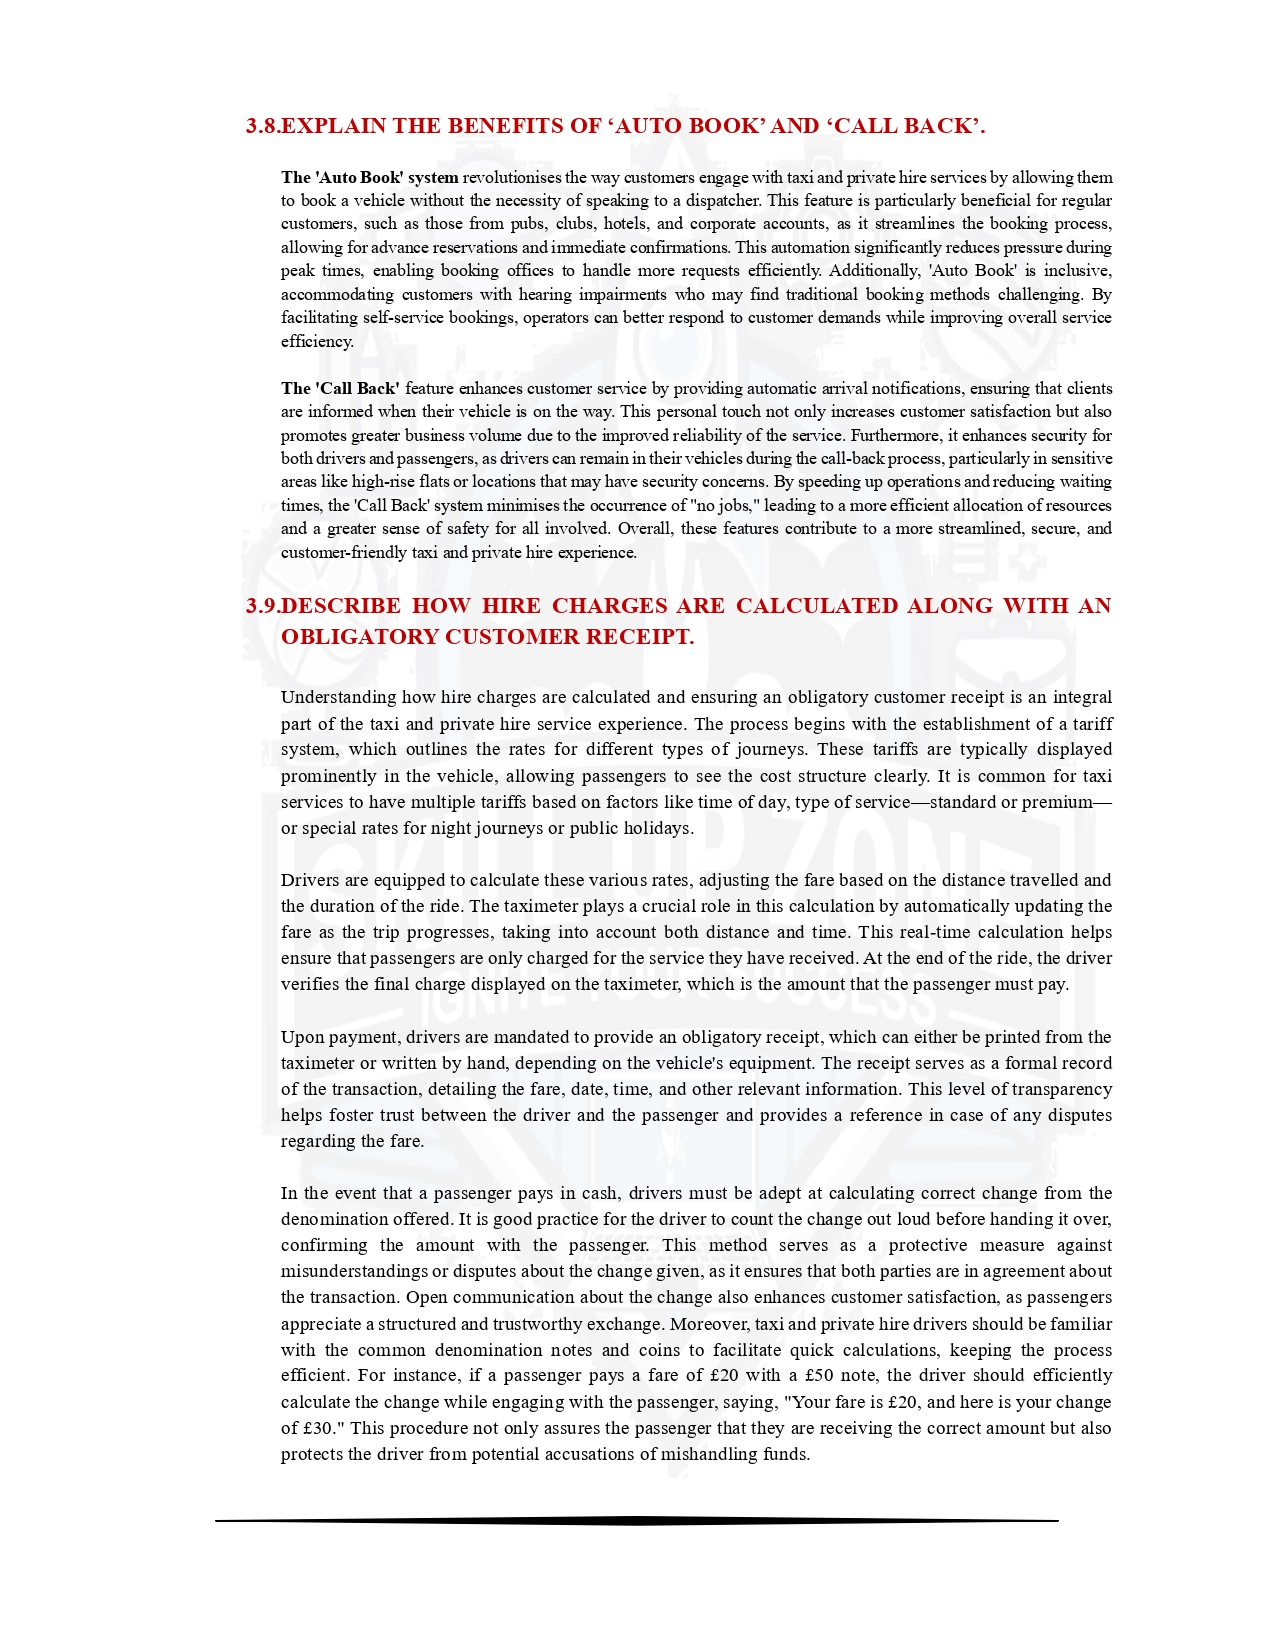 3.8.EXPLAIN THE BENEFITS OF ‘AUTO BOOK’ AND ‘CALL BACK’.
The 'Auto Book' system revolutionises the way customers engage with taxi and private hire services by allowing them
to book a vehicle without the necessity of speaking to a dispatcher. This feature is particularly beneficial for regular
customers, such as those from pubs, clubs, hotels, and corporate accounts, as it streamlines the booking process,
allowing for advance reservations and immediate confirmations. This automation significantly reduces pressure during
peak times, enabling booking offices to handle more requests efficiently. Additionally, 'Auto Book' is inclusive,
accommodating customers with hearing impairments who may find traditional booking methods challenging. By
facilitating self-service bookings, operators can better respond to customer demands while improving overall service
efficiency.
The 'Call Back' feature enhances customer service by providing automatic arrival notifications, ensuring that clients
are informed when their vehicle is on the way. This personal touch not only increases customer satisfaction but also
promotes greater business volume due to the improved reliability of the service. Furthermore, it enhances security for
both drivers and passengers, as drivers can remain in their vehicles during the call-back process, particularly in sensitive
areas like high-rise flats or locations that may have security concerns. By speeding up operations and reducing waiting
times, the 'Call Back' system minimises the occurrence of "no jobs," leading to a more efficient allocation of resources
and a greater sense of safety for all involved. Overall, these features contribute to a more streamlined, secure, and
customer-friendly taxi and private hire experience.
3.9.DESCRIBE HOW HIRE CHARGES ARE CALCULATED ALONG WITH AN
OBLIGATORY CUSTOMER RECEIPT.
Understanding how hire charges are calculated and ensuring an obligatory customer receipt is an integral
part of the taxi and private hire service experience. The process begins with the establishment of a tariff
system, which outlines the rates for different types of journeys. These tariffs are typically displayed
prominently in the vehicle, allowing passengers to see the cost structure clearly. It is common for taxi
services to have multiple tariffs based on factors like time of day, type of service—standard or premium—
or special rates for night journeys or public holidays.
SKILL UP ZONE
Drivers are equipped to calculate these various rates, adjusting the fare based on the distance travelled and
the duration of the ride. The taximeter plays a crucial role in this calculation by automatically updating the
fare as the trip progresses, taking into account both distance and time. This real-time calculation helps
ensure that passengers are only charged for the service they have received. At the end of the ride, the driver
verifies the final charge displayed on the taximeter, which is the amount that the passenger must pay.
IGNITE YOUR SUCCESS
Upon payment, drivers are mandated to provide an obligatory receipt, which can either be printed from the
taximeter or written by hand, depending on the vehicle's equipment. The receipt serves as a formal record
of the transaction, detailing the fare, date, time, and other relevant information. This level of transparency
helps foster trust between the driver and the passenger and provides a reference in case of any disputes
regarding the fare.
In the event that a passenger pays in cash, drivers must be adept at calculating correct change from the
denomination offered. It is good practice for the driver to count the change out loud before handing it over,
confirming the amount with the passenger. This method serves as a protective measure against
misunderstandings or disputes about the change given, as it ensures that both parties are in agreement about
the transaction. Open communication about the change also enhances customer satisfaction, as passengers
appreciate a structured and trustworthy exchange. Moreover, taxi and private hire drivers should be familiar
with the common denomination notes and coins to facilitate quick calculations, keeping the process
efficient. For instance, if a passenger pays a fare of £20 with a £50 note, the driver should efficiently
calculate the change while engaging with the passenger, saying, "Your fare is £20, and here is your change
of £30." This procedure not only assures the passenger that they are receiving the correct amount but also
protects the driver from potential accusations of mishandling funds.